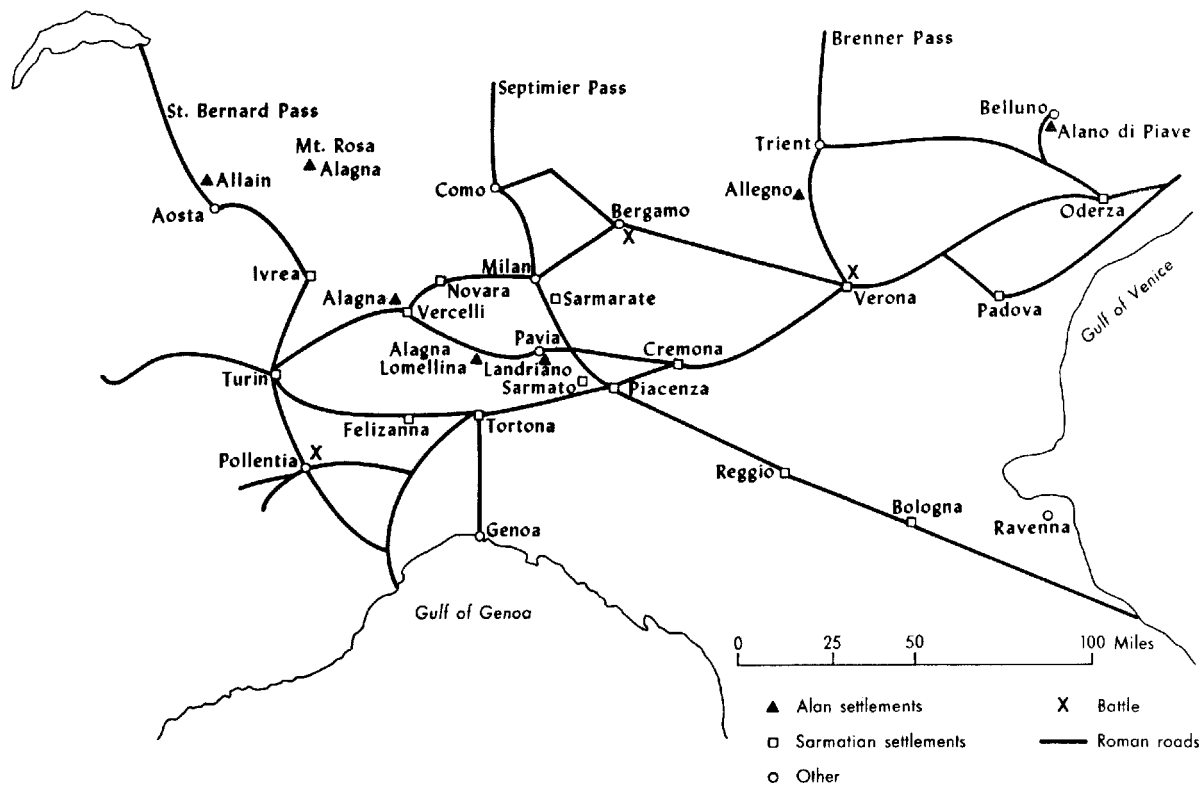 Brenner Pass
Septimier Pass
St. Bernard Pass
Belluno
Alano di Piave
Mt. Rosa
Alagna
Trient
Allain
Como
Allegno
Aosta
Bergamo
X
Oderza
Ivrea
Milan
X
Alagna
Novara
Sarmarate
Verona
Vercelli
Padova
Gulf of Venice
Pavia
Alagna
Lomellina
Landriano
Cremona
Turin
Sarmato
Piacenza
Felizanna
Tortona
X
Pollentia
Reggio
Bologna
Ravenna
Genoa
Gulf of Genoa
0 25 50 100 Miles
Alan settlements
X Battle
Sarmatian settlements
Roman roads
Other